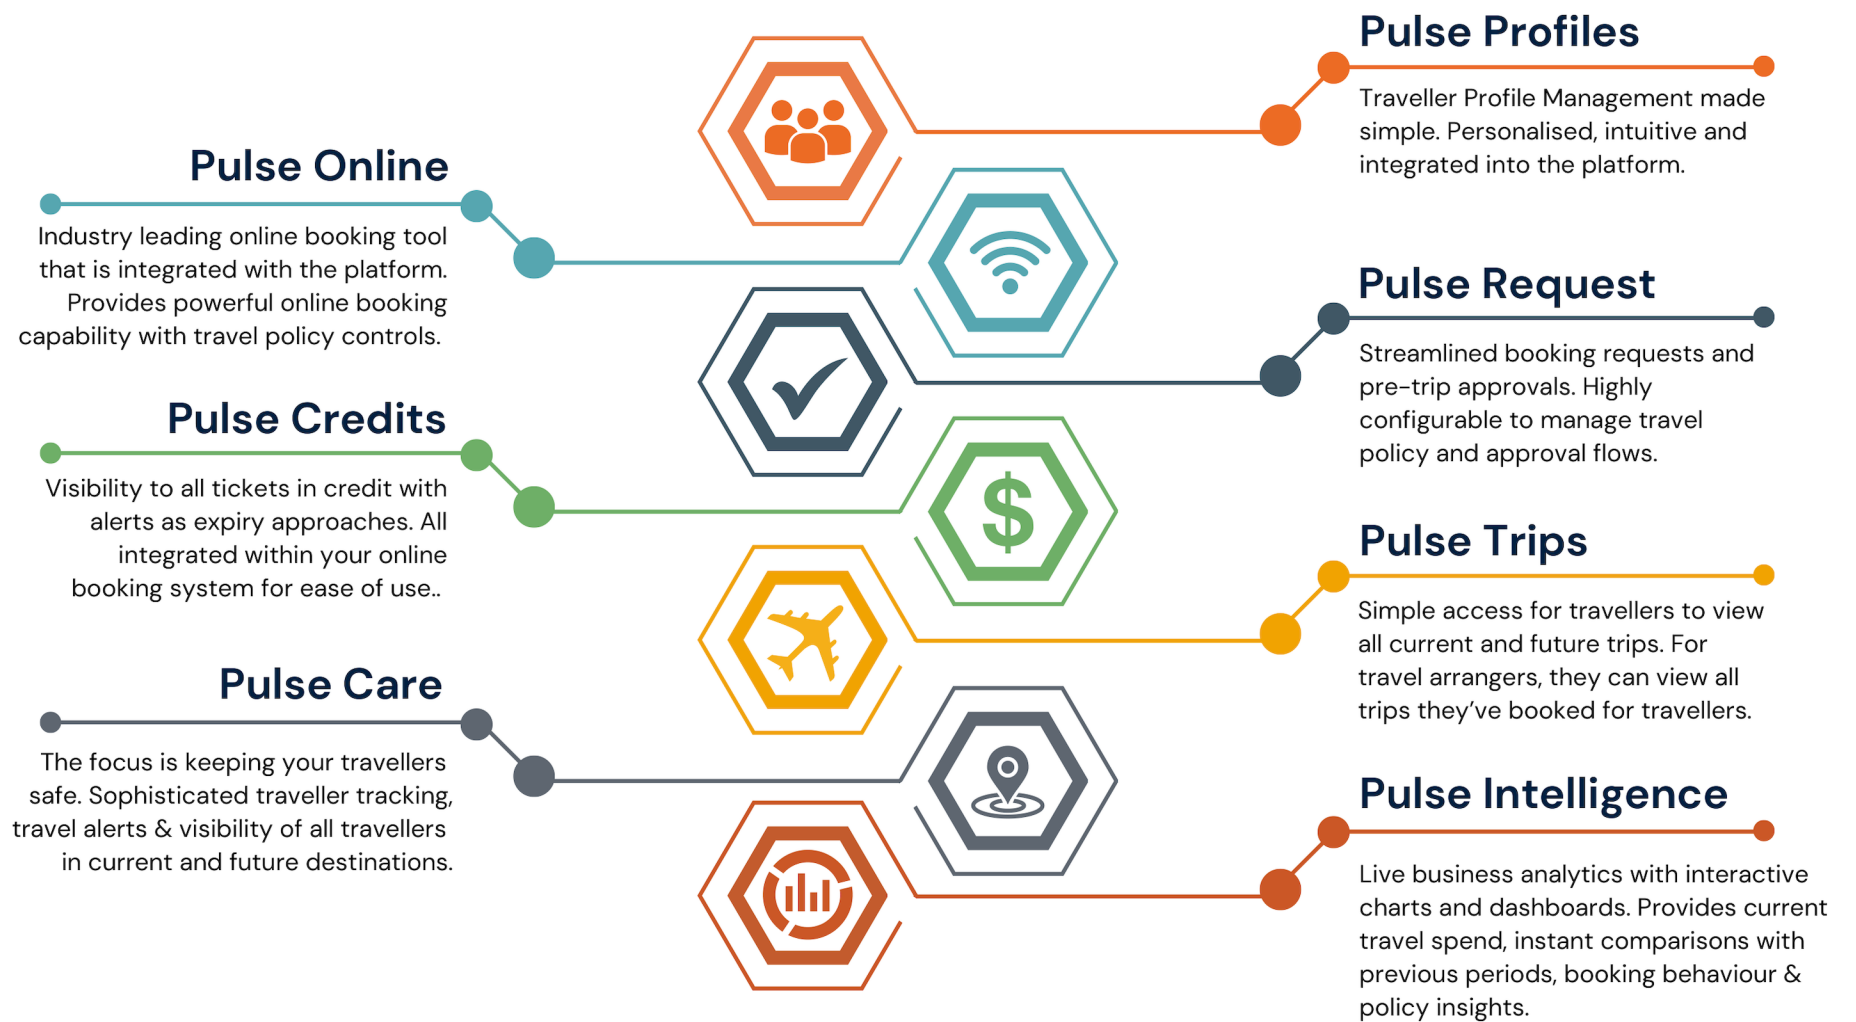 Pulse Profiles
Traveller Profile Management made
simple. Personalised, intuitive and
integrated into the platform.
Pulse Online
Industry leading online booking tool
that is integrated with the platform.
Provides powerful online booking
capability with travel policy controls.
Pulse Request
Streamlined booking requests and
pre-trip approvals. Highly
configurable to manage travel
policy and approval flows.
Pulse Credits
Visibility to all tickets in credit with
alerts as expiry approaches. All
integrated within your online
booking system for ease of use..
$
Pulse Trips
Simple access for travellers to view
all current and future trips. For
travel arrangers, they can view all
trips they’ve booked for travellers.
Pulse Care
The focus is keeping your travellers
safe. Sophisticated traveller tracking,
travel alerts & visibility of all travellers
in current and future destinations.
Pulse Intelligence
Live business analytics with interactive
charts and dashboards. Provides current
travel spend, instant comparisons with
previous periods, booking behaviour &
policy insights.